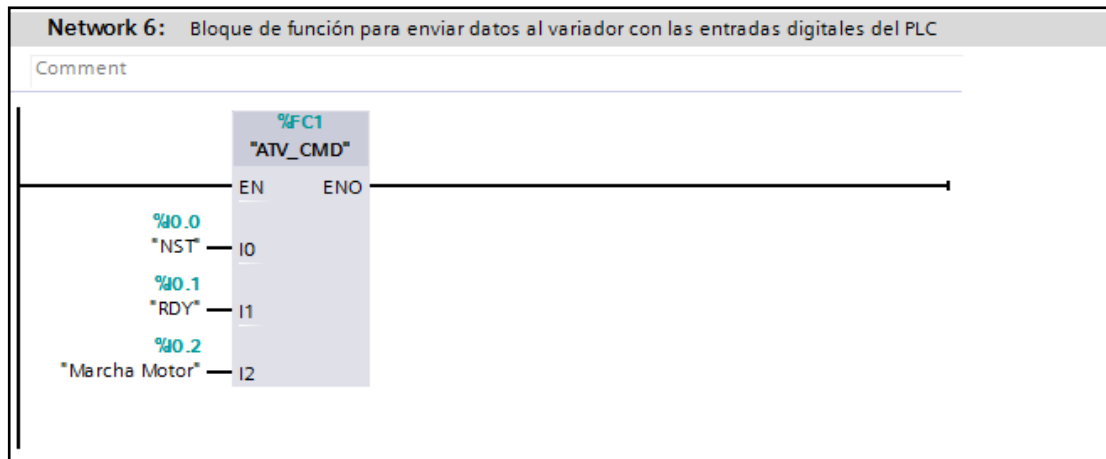 Network 6: Bloque de función para enviar datos al variador con las entradas digitales del PLC
Comment
%FC1
"ATV_CMD"
EN ENO
%I0.0
"NST" I0
%I0.1
"RDY" I1
%I0.2
"Marcha Motor" I2